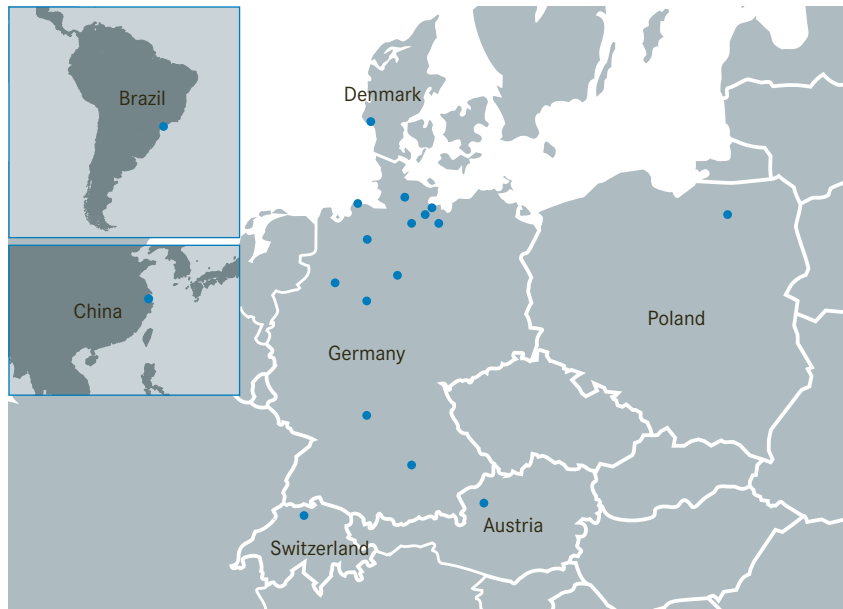 Brazil
Denmark
China
Poland
Germany
Austria
Switzerland